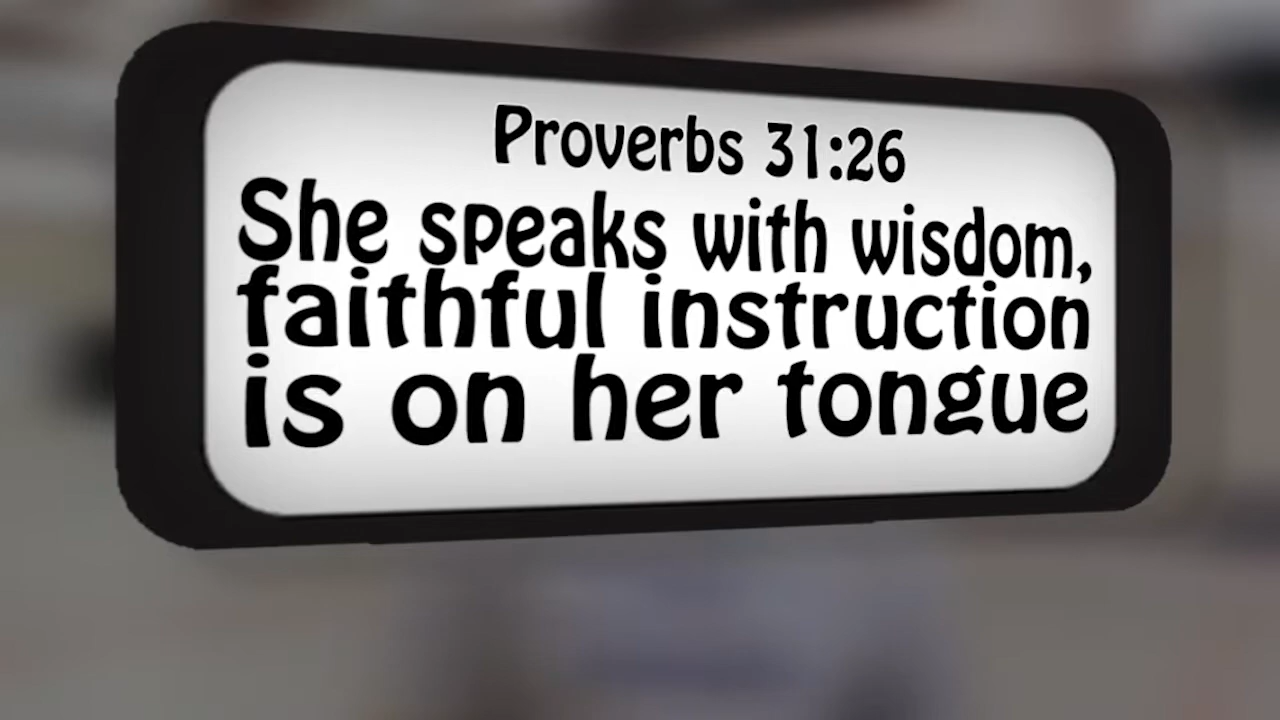 Proverbs 31:26
She speaks with wisdom,
faithful instruction
is on her tongue